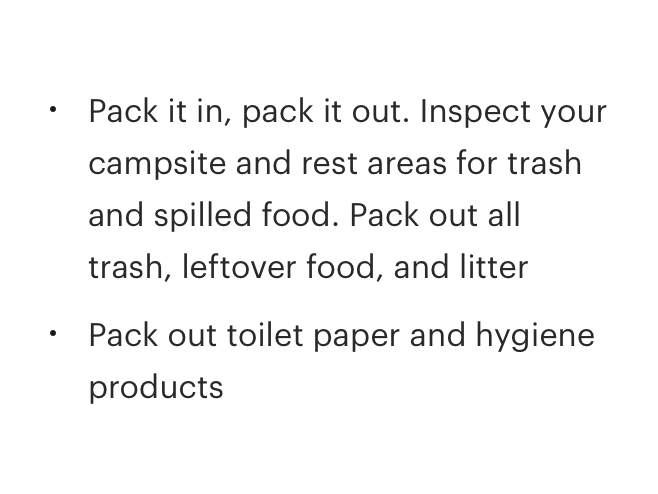 • Pack it in, pack it out. Inspect your
campsite and rest areas for trash
and spilled food. Pack out all
trash, leftover food, and litter
• Pack out toilet paper and hygiene
products